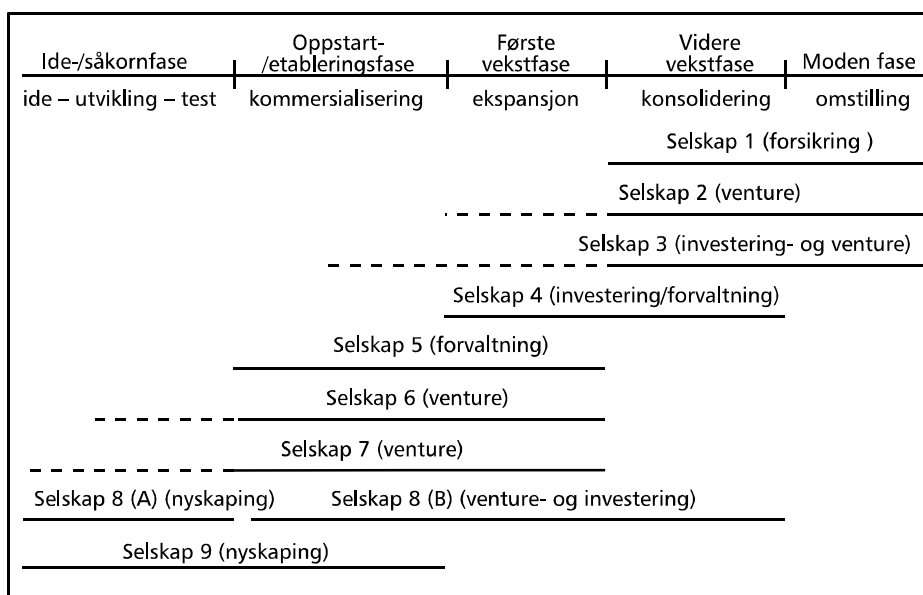 Ide-/såkornfase
Oppstart-
/etableringsfase
Første
vekstfase
Videre
vekstfase
Moden fase
ide – utvikling – test
kommersialisering
ekspansjon
konsolidering
omstilling
Selskap 1 (forsikring )
Selskap 2 (venture)
Selskap 3 (investering- og venture)
Selskap 4 (investering/forvaltning)
Selskap 5 (forvaltning)
Selskap 6 (venture)
Selskap 7 (venture)
Selskap 8 (A) (nyskaping)
Selskap 8 (B) (venture- og investering)
Selskap 9 (nyskaping)